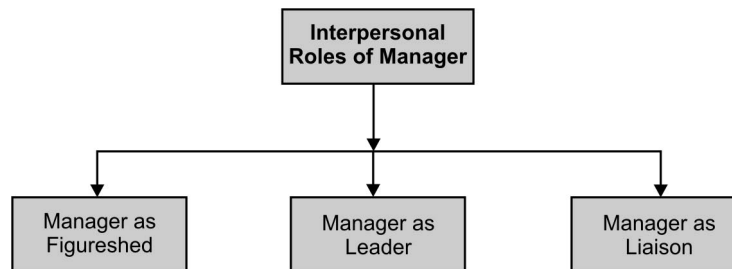 Interpersonal
Roles of Manager
Manager as
Figureshed
Manager as
Leader
Manager as
Liaison